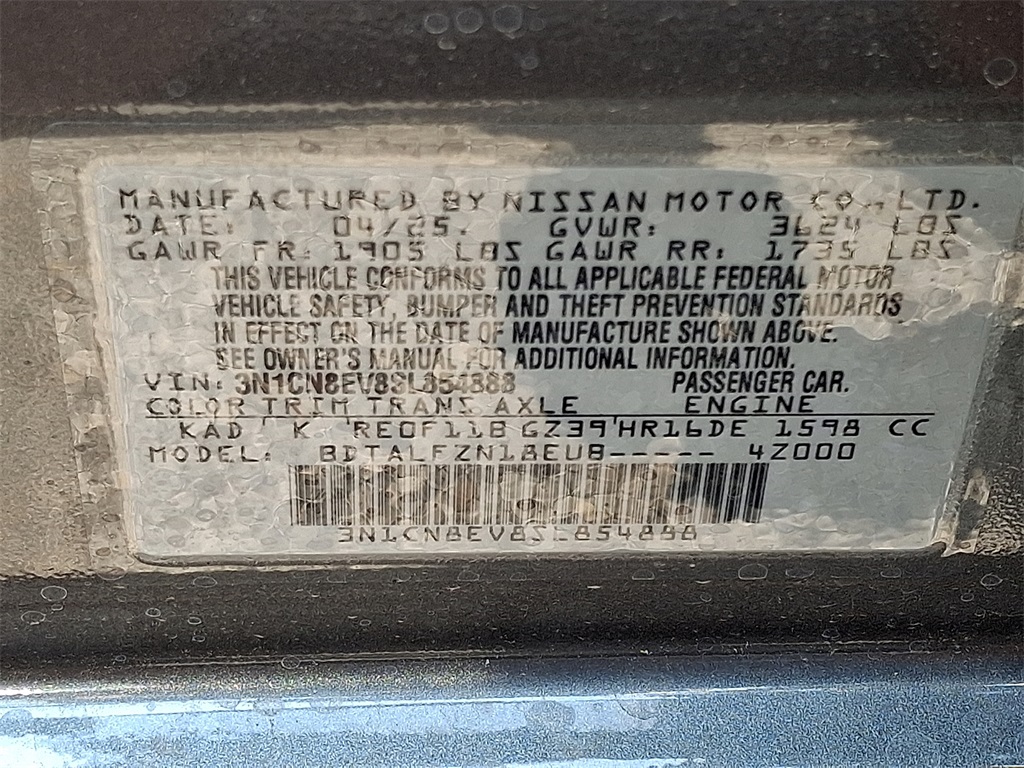 MANUFACTURED BY NISSAN MOTOR CO., LTD.
DATE: 04/25. GVWR: 3624 LBS
GAWR FR: 1905 LBS GAWR RR: 1735 LBS
THIS VEHICLE CONFORMS TO ALL APPLICABLE FEDERAL MOTOR
VEHICLE SAFETY, BUMPER AND THEFT PREVENTION STANDARDS
IN EFFECT ON THE DATE OF MANUFACTURE SHOWN ABOVE.
SEE OWNER'S MANUAL FOR ADDITIONAL INFORMATION.
VIN: 3N1CN8EV8SL854888 PASSENGER CAR.
COLOR TRIM TRANS AXLE ENGINE
KAD K RE0F11B GZ39 HR16DE 1598 CC
MODEL: BDTALFZN18EU8----- 4Z000
3N1CN8EV8SL854888